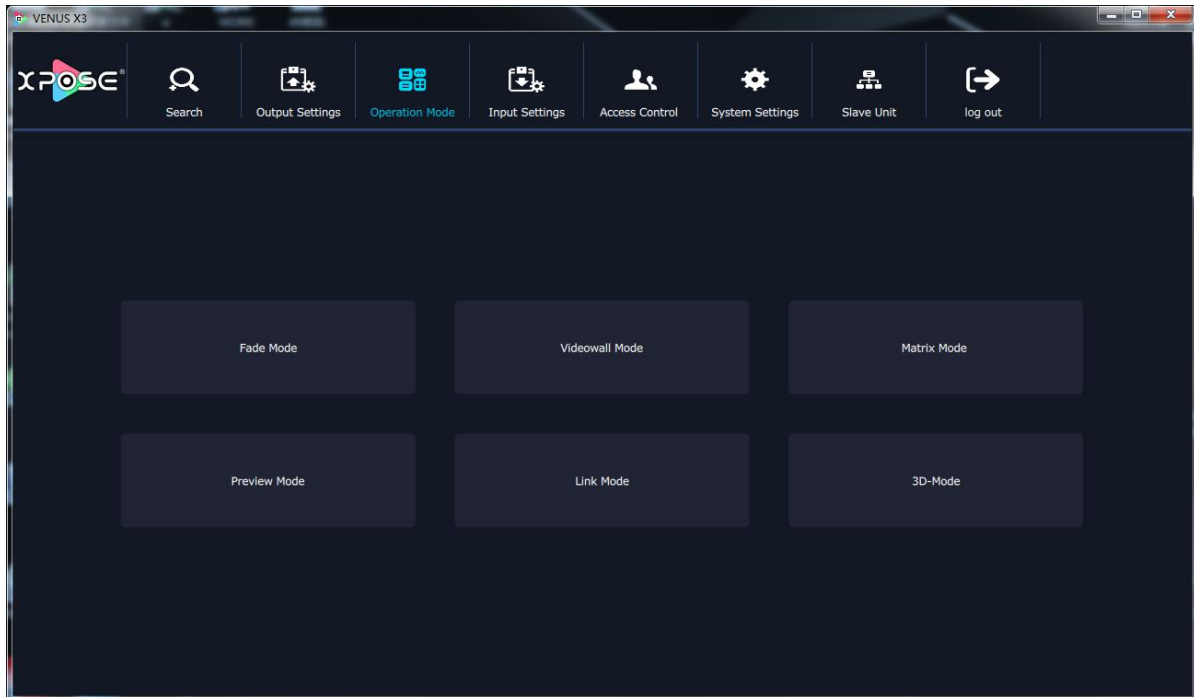 VENUS X3
XPOSE®
Search
Output Settings
Operation Mode
Input Settings
Access Control
System Settings
Slave Unit
log out
Fade Mode
Videowall Mode
Matrix Mode
Preview Mode
Link Mode
3D-Mode